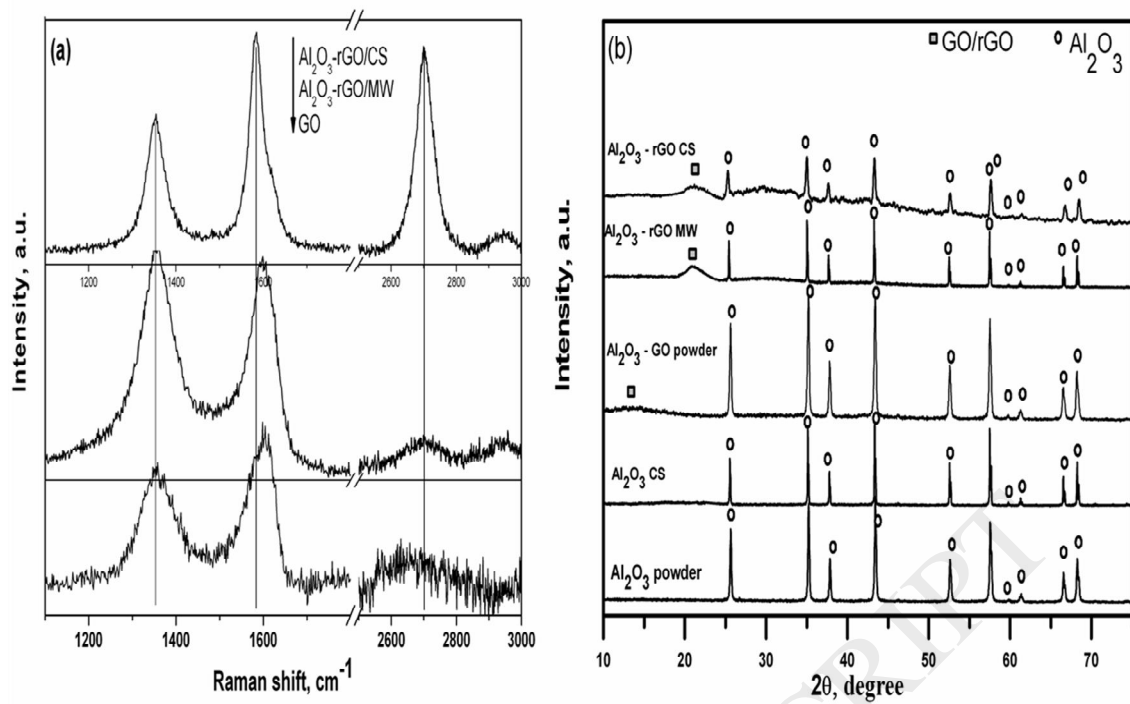 (a)
Al₂O₃-rGO/CS
Al₂O₃-rGO/MW
GO
Intensity, a.u.
1200 1400 1600 2600 2800 3000
1200 1400 1600 2600 2800 3000
Raman shift, cm⁻¹
(b)
GO/rGO Al₂O₃
Al₂O₃ - rGO CS
Al₂O₃ - rGO MW
Al₂O₃ - GO powder
Al₂O₃ CS
Al₂O₃ powder
Intensity, a.u.
10 20 30 40 50 60 70
2θ, degree
CRIPT